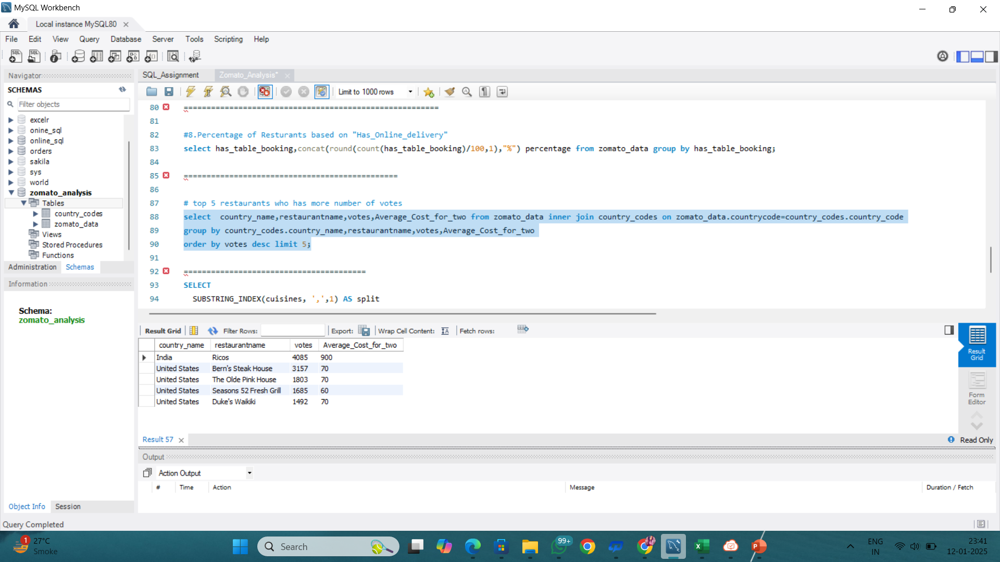 MySQL Workbench
Local instance MySQL80
File Edit View Query Database Server Tools Scripting Help
Navigator
SCHEMAS
Filter objects
excelr
onine_sql
online_sql
orders
sakila
sys
world
zomato_analysis
Tables
country_codes
zomato_data
Views
Stored Procedures
Functions
Administration Schemas
Information
Schema:
zomato_analysis
Object Info Session
SQL_Assignment Zomato_Analysis*
Limit to 1000 rows
80 ========================================================
81
82 #8.Percentage of Resturants based on "Has_Online_delivery"
83 select has_table_booking,concat(round(count(has_table_booking)/100,1),"%") percentage from zomato_data group by has_table_booking;
84
85 ===============================================
86
87 # top 5 restaurants who has more number of votes
88 select  country_name,restaurantname,votes,Average_Cost_for_two from zomato_data inner join country_codes on zomato_data.countrycode=country_codes.country_code
89 group by country_codes.country_name,restaurantname,votes,Average_Cost_for_two
90 order by votes desc limit 5;
91
92 ========================================
93 SELECT
94 SUBSTRING_INDEX(cuisines, ',',1) AS split
Result Grid Filter Rows: Export: Wrap Cell Content: Fetch rows:
country_name restaurantname votes Average_Cost_for_two
India Ricos 4085 900
United States Bern's Steak House 3157 70
United States The Olde Pink House 1803 70
United States Seasons 52 Fresh Grill 1685 60
United States Duke's Waikiki 1492 70
Result
Grid
Form
Editor
Result 57
Read Only
Output
Action Output
# Time Action Message Duration / Fetch
Query Completed
1
27°C
Smoke
Search
99+
ENG
IN
23:41
12-01-2025